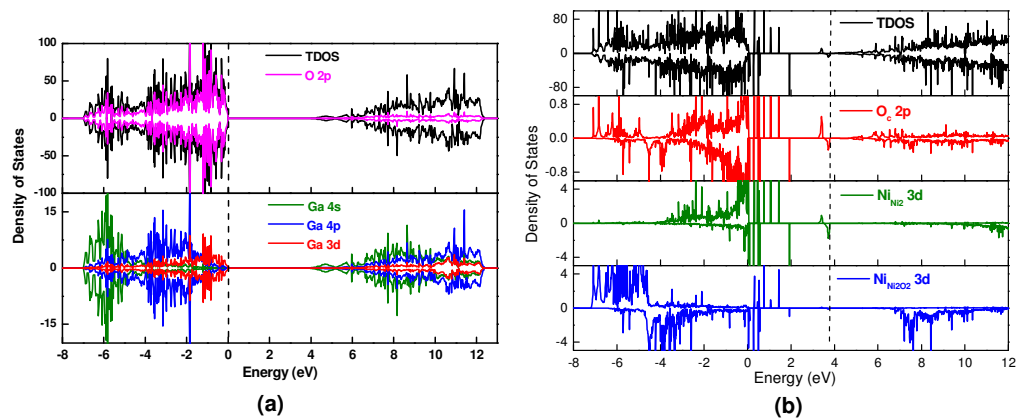 100
50
0
-50
-100
TDOS
O 2p
15
0
-15
Ga 4s
Ga 4p
Ga 3d
Density of States
-8 -6 -4 -2 0 2 4 6 8 10 12
Energy (eV)
(a)
80
0
-80
TDOS
0.8
0.0
-0.8
Oc 2p
4
0
-4
NiNi2 3d
4
0
-4
NiNi2O2 3d
Density of States
-8 -6 -4 -2 0 2 4 6 8 10 12
Energy (eV)
(b)